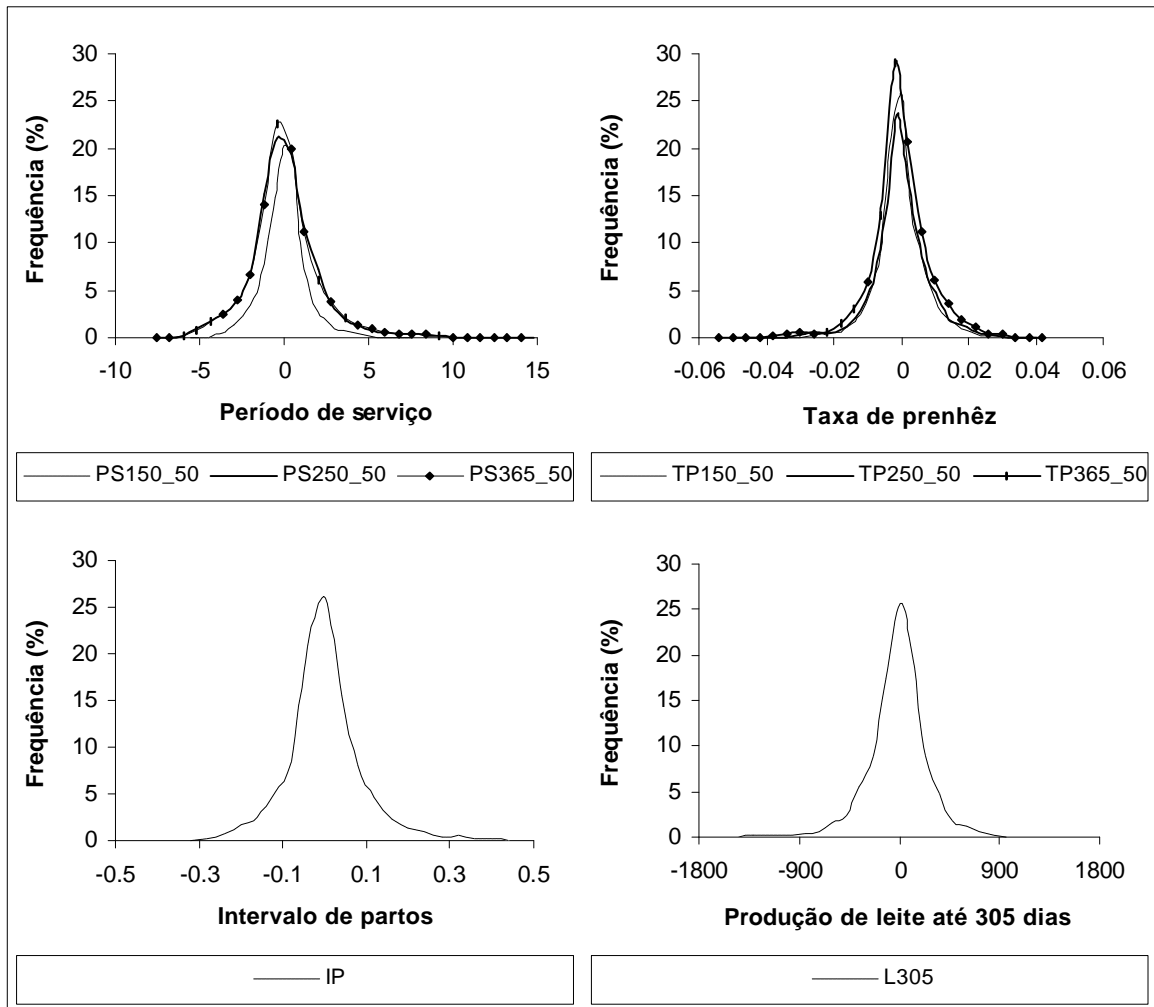 30
25
20
15
10
5
0
Frequência (%)
-10 -5 0 5 10 15
Período de serviço
PS150_50 PS250_50 PS365_50
30
25
20
15
10
5
0
Frequência (%)
-0.06 -0.04 -0.02 0 0.02 0.04 0.06
Taxa de prenhêz
TP150_50 TP250_50 TP365_50
30
25
20
15
10
5
0
Frequência (%)
-0.5 -0.3 -0.1 0.1 0.3 0.5
Intervalo de partos
IP
30
25
20
15
10
5
0
Frequência (%)
-1800 -900 0 900 1800
Produção de leite até 305 dias
L305